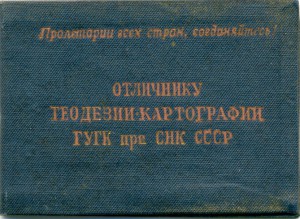 Пролетарии всех стран, соединяйтесь!
ОТЛИЧНИКУ
ГЕОДЕЗИИ-КАРТОГРАФИИ
ГУГК при СНК СССР